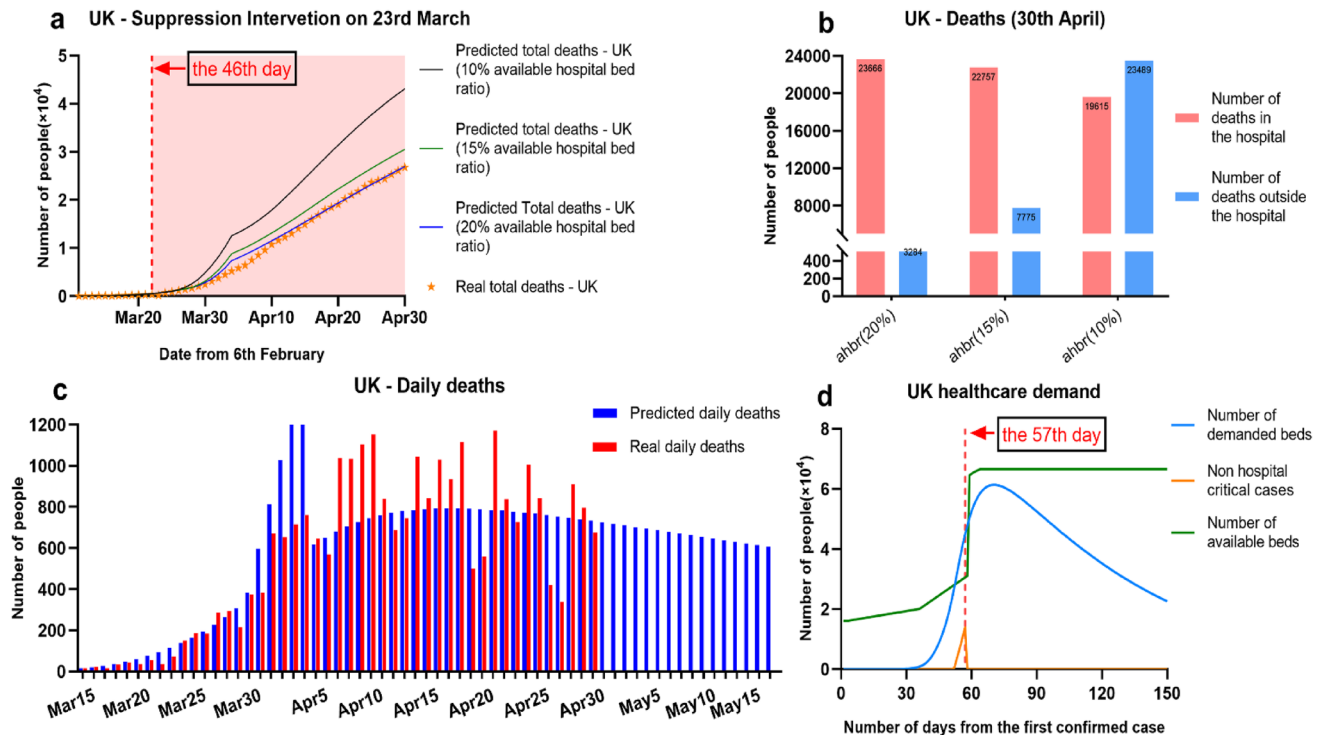 a
UK - Suppression Intervetion on 23rd March
the 46th day
Number of people(×10⁴)
5
4
3
2
1
0
Mar20
Mar30
Apr10
Apr20
Apr30
Date from 6th February
Predicted total deaths - UK
(10% available hospital bed
ratio)
Predicted total deaths - UK
(15% available hospital bed
ratio)
Predicted Total deaths - UK
(20% available hospital bed
ratio)
Real total deaths - UK
b
UK - Deaths (30th April)
Number of people
24000
20000
16000
12000
8000
400
200
0
23666
3284
22757
7775
19615
23489
ahbr(20%)
ahbr(15%)
ahbr(10%)
Number of
deaths in
the hospital
Number of
deaths outside
the hospital
c
UK - Daily deaths
Number of people
1200
1000
800
600
400
200
0
Mar15
Mar20
Mar25
Mar30
Apr5
Apr10
Apr15
Apr20
Apr25
Apr30
May5
May10
May15
Predicted daily deaths
Real daily deaths
d
UK healthcare demand
the 57th day
Number of people(×10⁴)
8
6
4
2
0
0
30
60
90
120
150
Number of days from the first confirmed case
Number of
demanded beds
Non hospital
critical cases
Number of
available beds